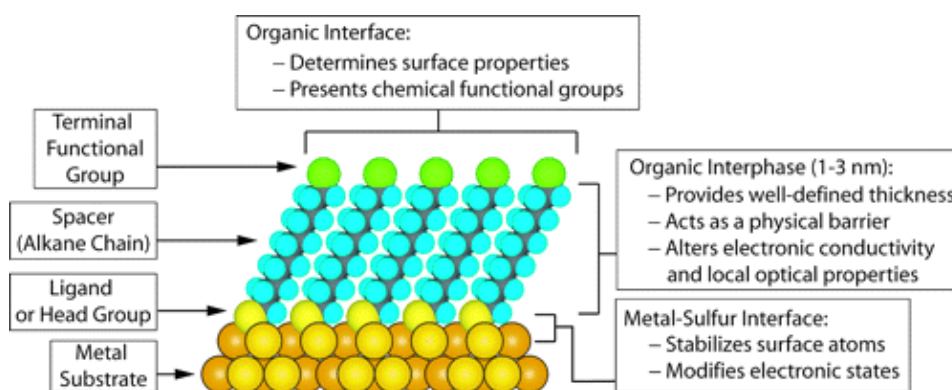 Organic Interface:
– Determines surface properties
– Presents chemical functional groups
Terminal
Functional
Group
Spacer
(Alkane Chain)
Ligand
or Head Group
Metal
Substrate
Organic Interphase (1-3 nm):
– Provides well-defined thickness
– Acts as a physical barrier
– Alters electronic conductivity
and local optical properties
Metal-Sulfur Interface:
– Stabilizes surface atoms
– Modifies electronic states